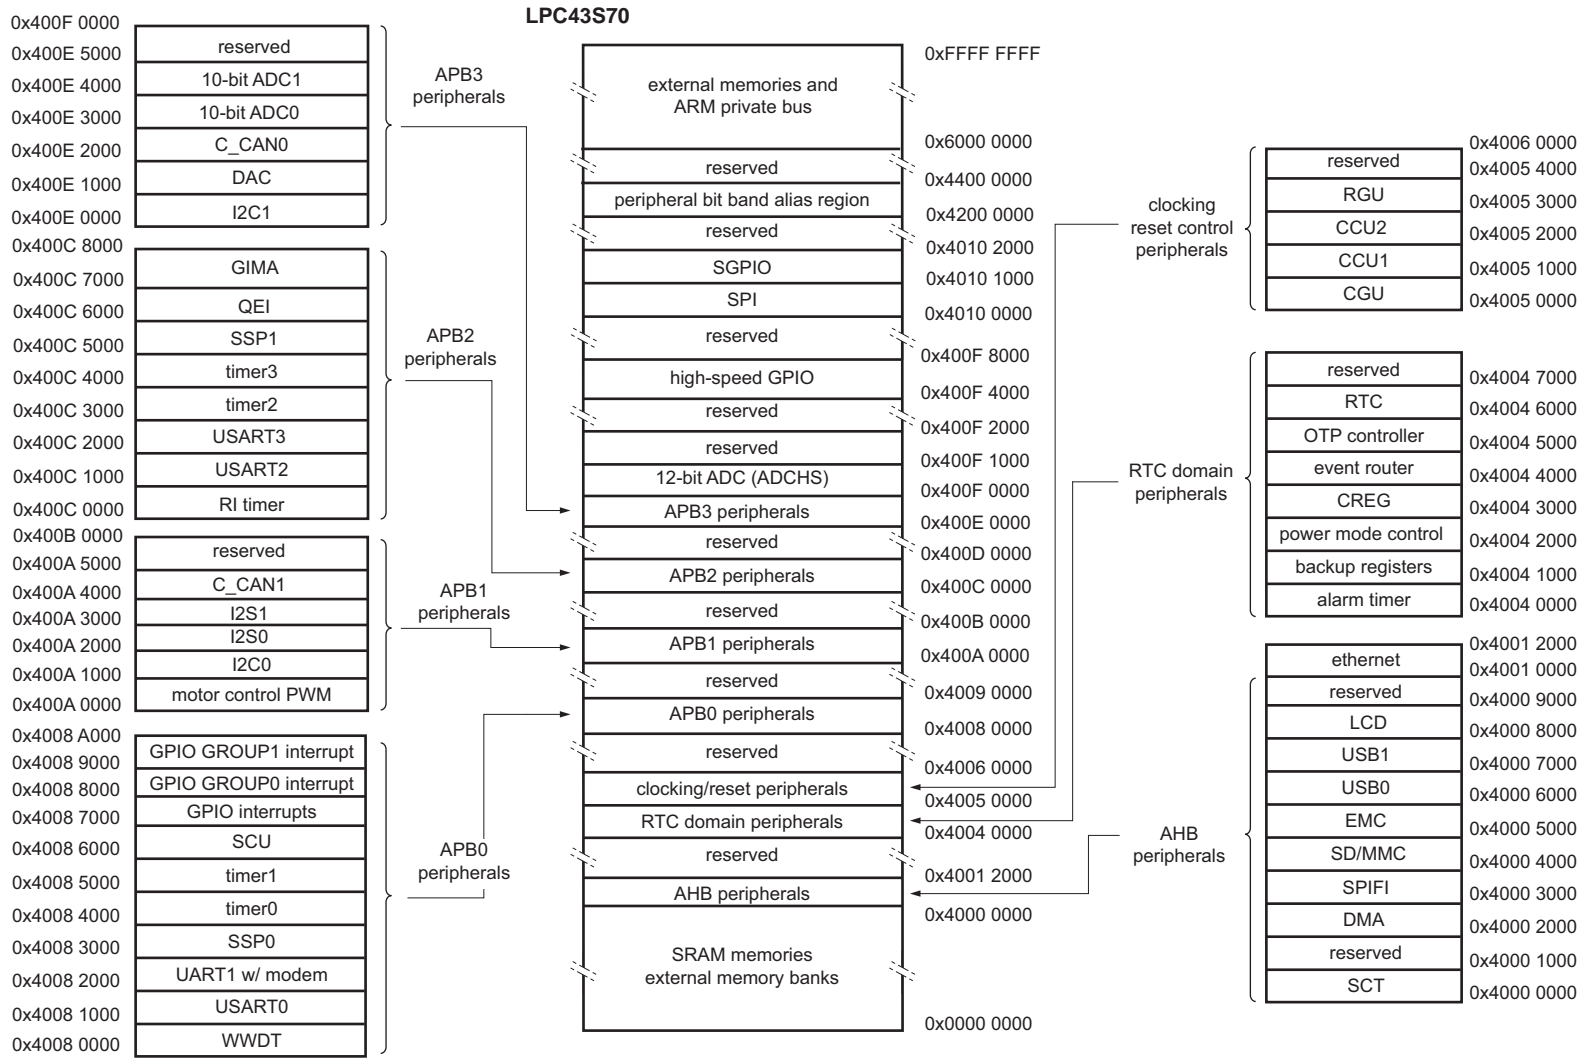 LPC43S70
0x400F 0000
reserved
0x400E 5000
10-bit ADC1
0x400E 4000
10-bit ADC0
0x400E 3000
C_CAN0
0x400E 2000
DAC
0x400E 1000
I2C1
0x400E 0000
APB3
peripherals
0x400C 8000
GIMA
0x400C 7000
QEI
0x400C 6000
SSP1
0x400C 5000
timer3
0x400C 4000
timer2
0x400C 3000
USART3
0x400C 2000
USART2
0x400C 1000
RI timer
0x400C 0000
APB2
peripherals
0x400B 0000
reserved
0x400A 5000
C_CAN1
0x400A 4000
I2S1
0x400A 3000
I2S0
0x400A 2000
I2C0
0x400A 1000
motor control PWM
0x400A 0000
APB1
peripherals
0x4008 A000
GPIO GROUP1 interrupt
0x4008 9000
GPIO GROUP0 interrupt
0x4008 8000
GPIO interrupts
0x4008 7000
SCU
0x4008 6000
timer1
0x4008 5000
timer0
0x4008 4000
SSP0
0x4008 3000
UART1 w/ modem
0x4008 2000
USART0
0x4008 1000
WWDT
0x4008 0000
APB0
peripherals
0xFFFF FFFF
external memories and
ARM private bus
0x6000 0000
reserved
0x4400 0000
peripheral bit band alias region
0x4200 0000
reserved
0x4010 2000
SGPIO
0x4010 1000
SPI
0x4010 0000
reserved
0x400F 8000
high-speed GPIO
0x400F 4000
reserved
0x400F 2000
reserved
0x400F 1000
12-bit ADC (ADCHS)
0x400F 0000
APB3 peripherals
0x400E 0000
reserved
0x400D 0000
APB2 peripherals
0x400C 0000
reserved
0x400B 0000
APB1 peripherals
0x400A 0000
reserved
0x4009 0000
APB0 peripherals
0x4008 0000
reserved
0x4006 0000
clocking/reset peripherals
0x4005 0000
RTC domain peripherals
0x4004 0000
reserved
0x4001 2000
AHB peripherals
0x4000 0000
SRAM memories
external memory banks
0x0000 0000
clocking
reset control
peripherals
0x4006 0000
reserved
0x4005 4000
RGU
0x4005 3000
CCU2
0x4005 2000
CCU1
0x4005 1000
CGU
0x4005 0000
RTC domain
peripherals
reserved
0x4004 7000
RTC
0x4004 6000
OTP controller
0x4004 5000
event router
0x4004 4000
CREG
0x4004 3000
power mode control
0x4004 2000
backup registers
0x4004 1000
alarm timer
0x4004 0000
AHB
peripherals
0x4001 2000
ethernet
0x4001 0000
reserved
0x4000 9000
LCD
0x4000 8000
USB1
0x4000 7000
USB0
0x4000 6000
EMC
0x4000 5000
SD/MMC
0x4000 4000
SPIFI
0x4000 3000
DMA
0x4000 2000
reserved
0x4000 1000
SCT
0x4000 0000